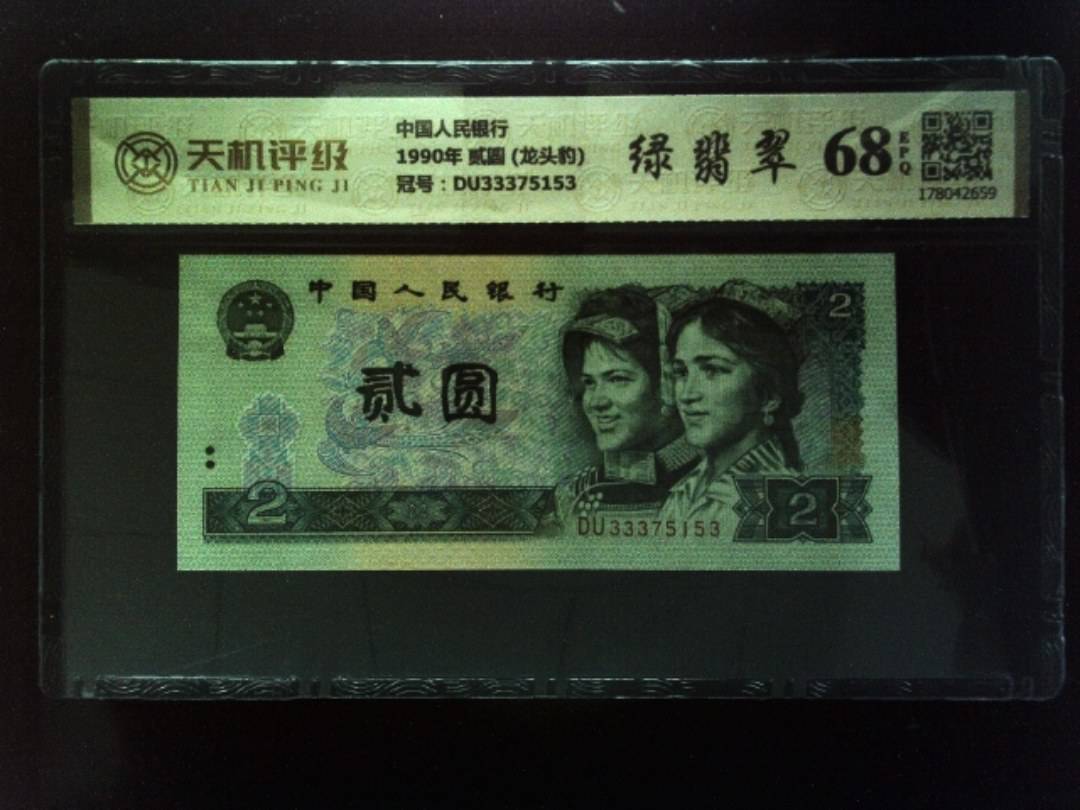 天机评级
TIAN JI PING JI
中国人民银行
1990年 贰圆 (龙头豹)
冠号：DU33375153
绿翡翠
68
EPQ
178042659
中国人民银行
2
贰圆
2
DU33375153
2